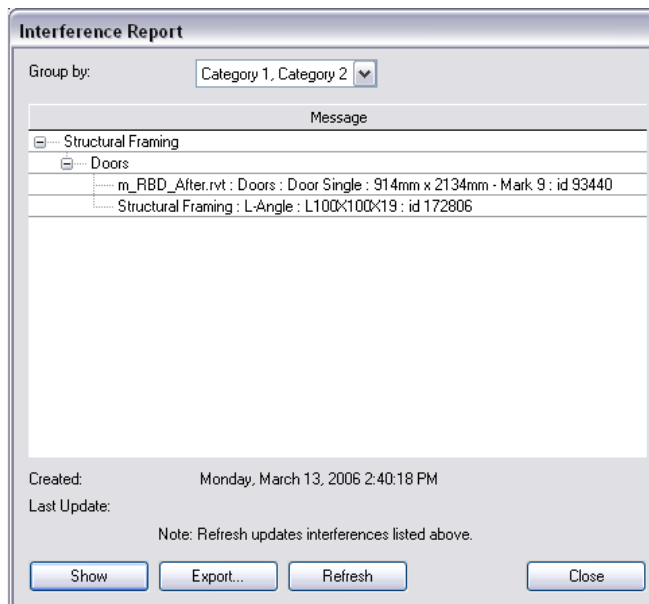 Interference Report
Group by: Category 1, Category 2
Message
Structural Framing
Doors
m_RBD_After.rvt : Doors : Door Single : 914mm x 2134mm - Mark 9 : id 93440
Structural Framing : L-Angle : L100X100X19 : id 172806
Created: Monday, March 13, 2006 2:40:18 PM
Last Update:
Note: Refresh updates interferences listed above.
Show Export... Refresh Close